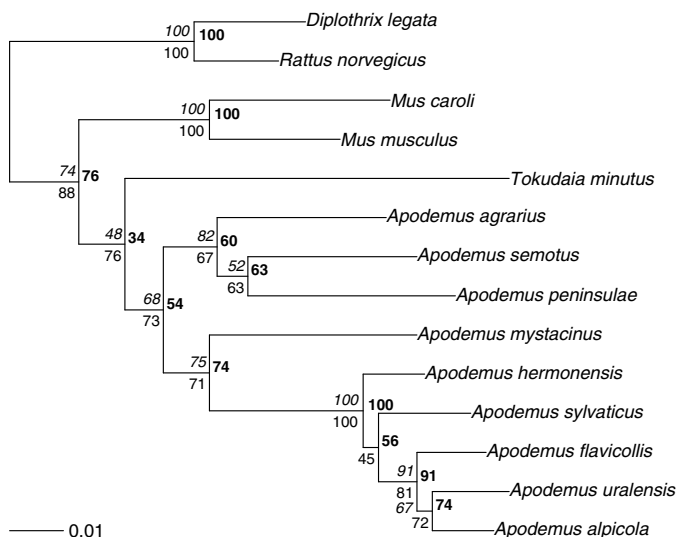 Diplothrix legata
100
100
100
Rattus norvegicus
Mus caroli
100
100
100
Mus musculus
74
76
88
Tokudaia minutus
48
34
76
Apodemus agrarius
82
60
67
Apodemus semotus
52
63
63
Apodemus peninsulae
68
54
73
Apodemus mystacinus
75
74
71
Apodemus hermonensis
100
100
100
Apodemus sylvaticus
56
45
Apodemus flavicollis
91
91
81
Apodemus uralensis
67
74
72
Apodemus alpicola
0.01